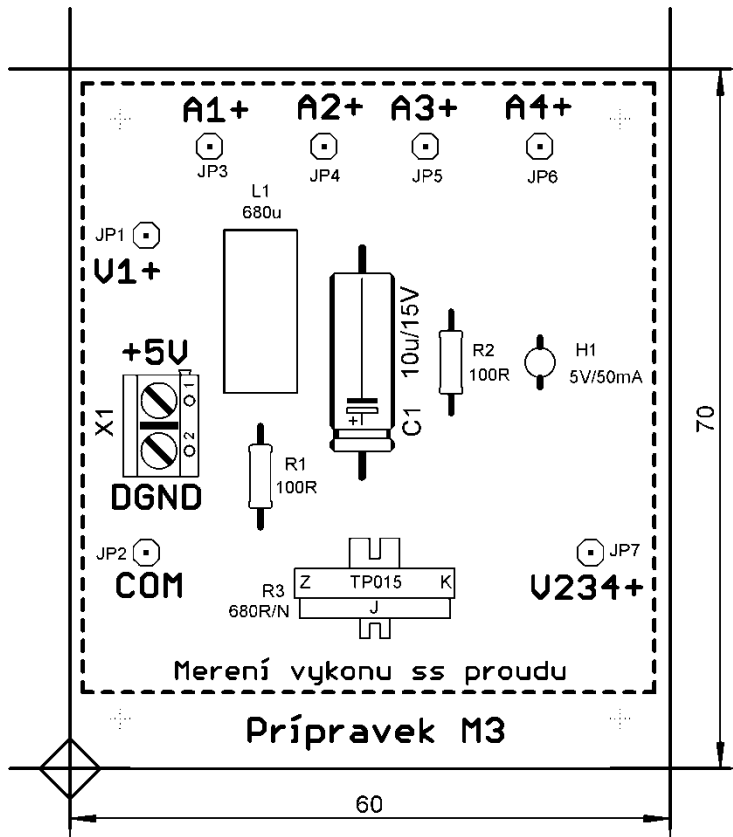 A1+ A2+ A3+ A4+
JP3 JP4 JP5 JP6
L1
680u
JP1
V1+
10u/15V
C1
+
R2
100R
H1
5V/50mA
+5V
X1
1
2
DGND
R1
100R
70
JP2
COM
JP7
V234+
R3
680R/N
Z TP015 K
J
Merení vykonu ss proudu
Prípravek M3
60